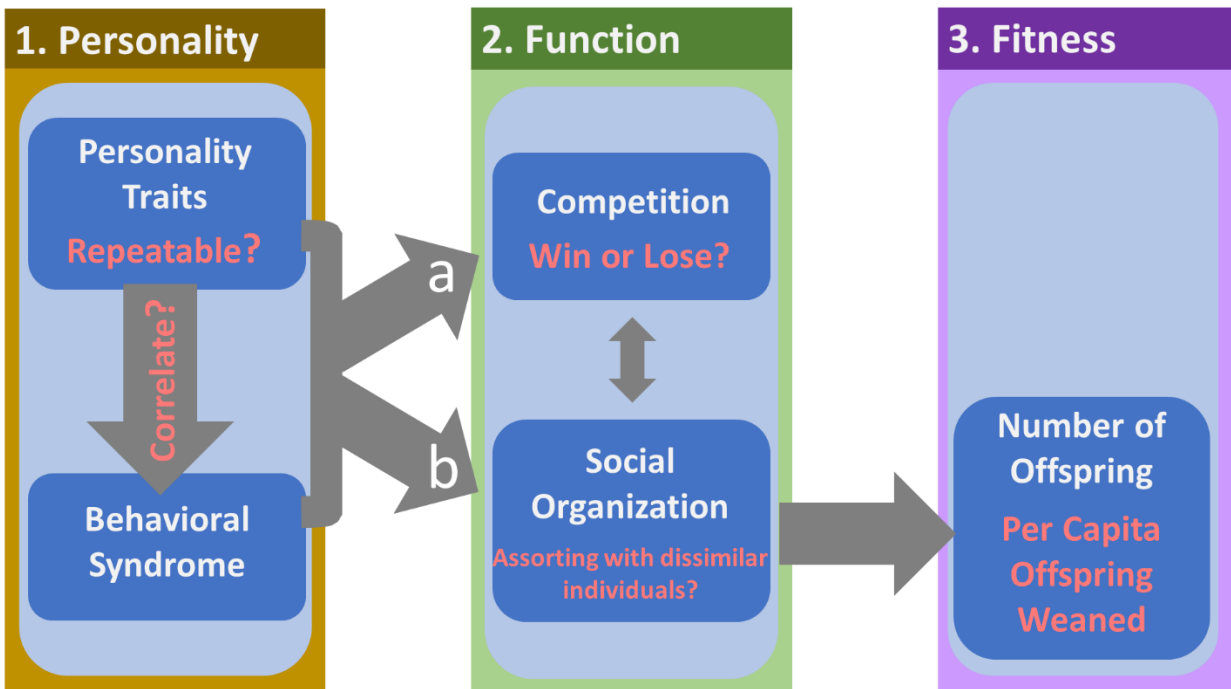 1. Personality
Personality
Traits
Repeatable?
Correlate?
Behavioral
Syndrome
a
b
2. Function
Competition
Win or Lose?
Social
Organization
Assorting with dissimilar
individuals?
3. Fitness
Number of
Offspring
Per Capita
Offspring
Weaned